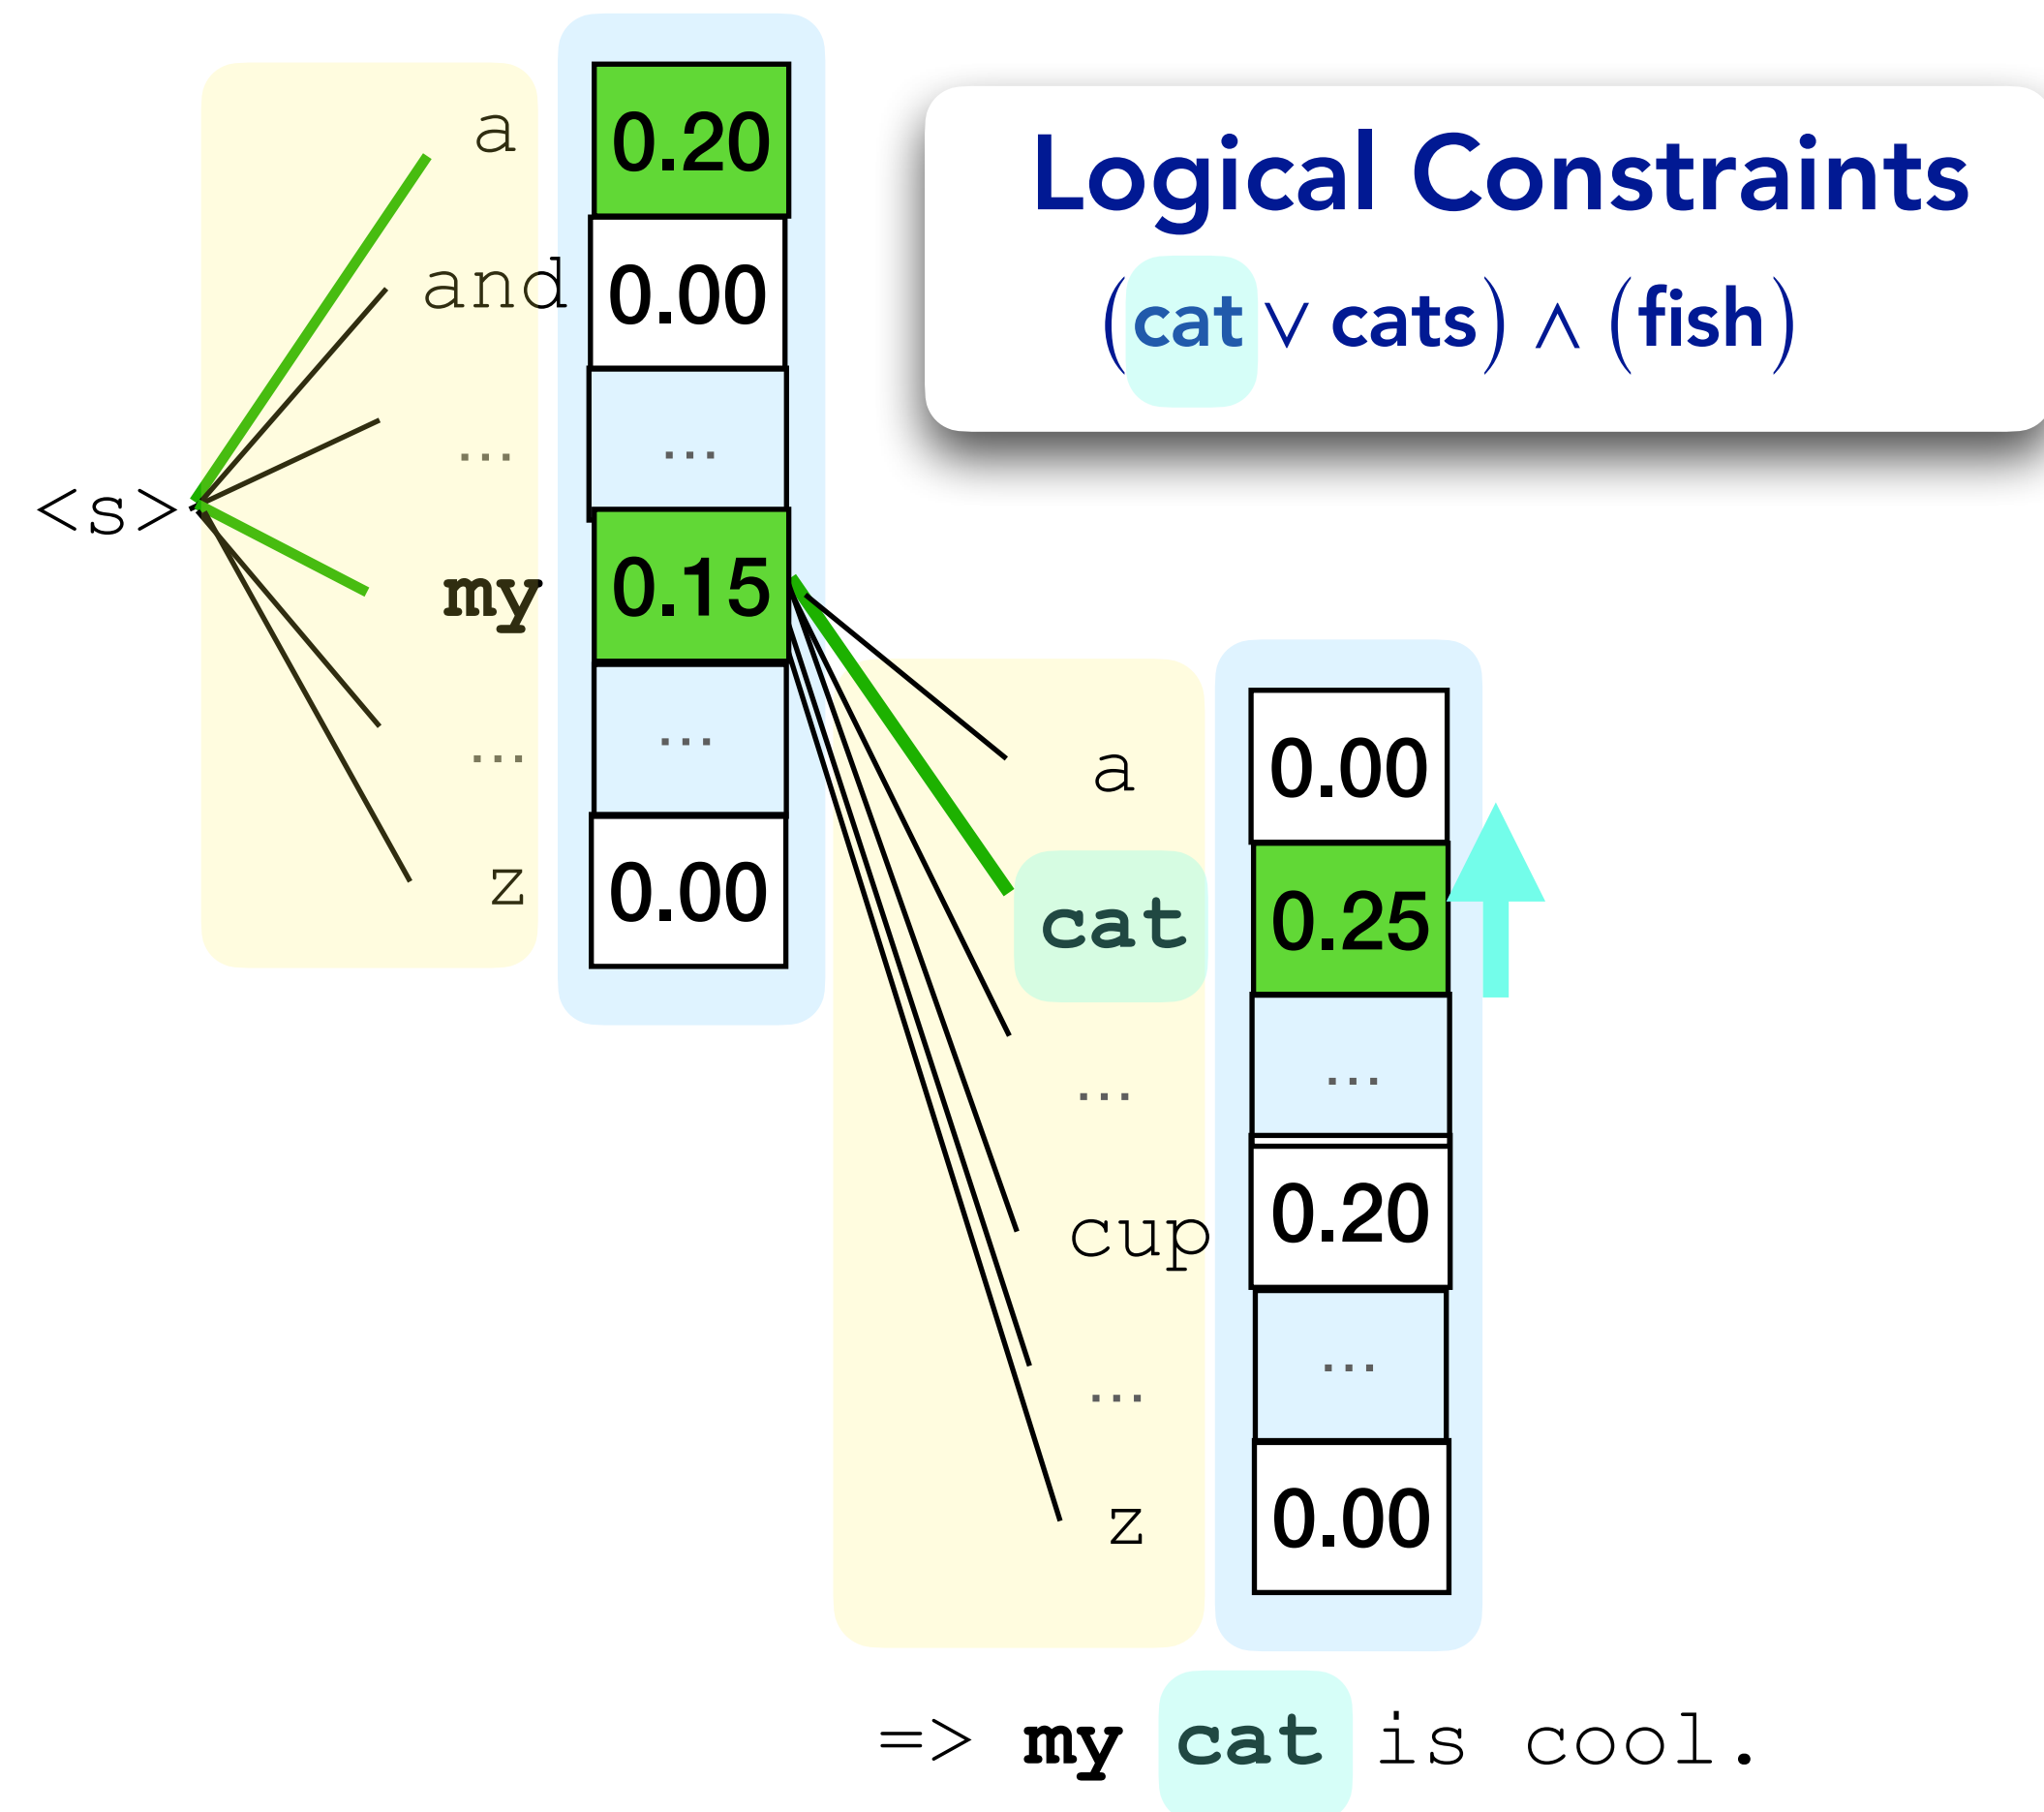 Logical Constraints
(cat ∨ cats) ∧ (fish)
<s>
a 0.20
and 0.00
... ...
my 0.15
... ...
z 0.00
a 0.00
cat 0.25
... ...
cup 0.20
... ...
z 0.00
=> my cat is cool.